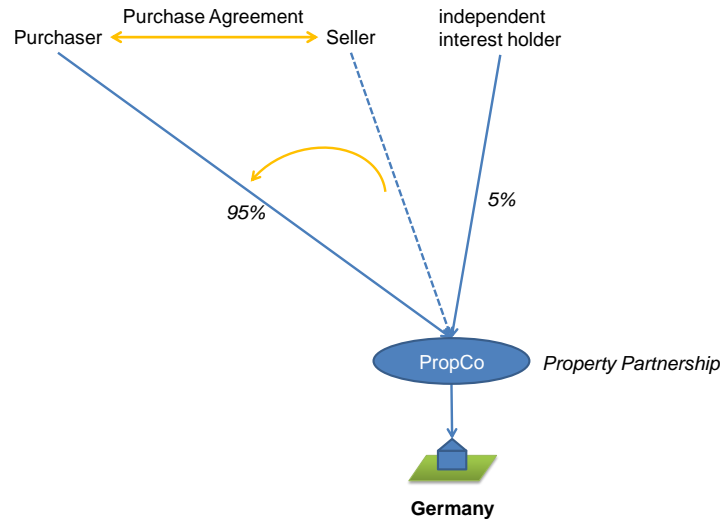 Purchase Agreement
Purchaser
Seller
independent
interest holder
95%
5%
PropCo
Property Partnership
Germany